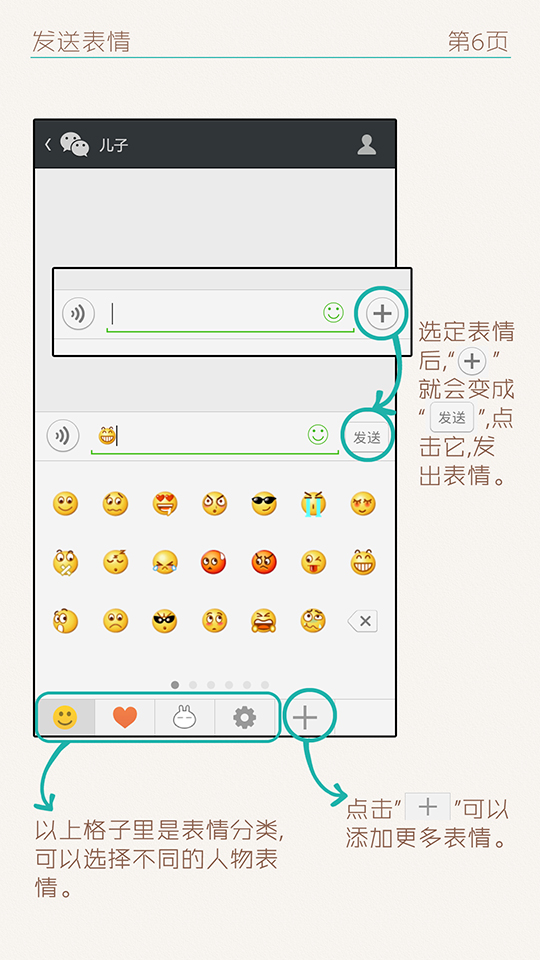 发送表情
第6页
儿子
选定表情
后,“+”
就会变成
“发送”,点
击它,发
出表情。
发送
点击“+”可以
添加更多表情。
以上格子里是表情分类,
可以选择不同的人物表
情。